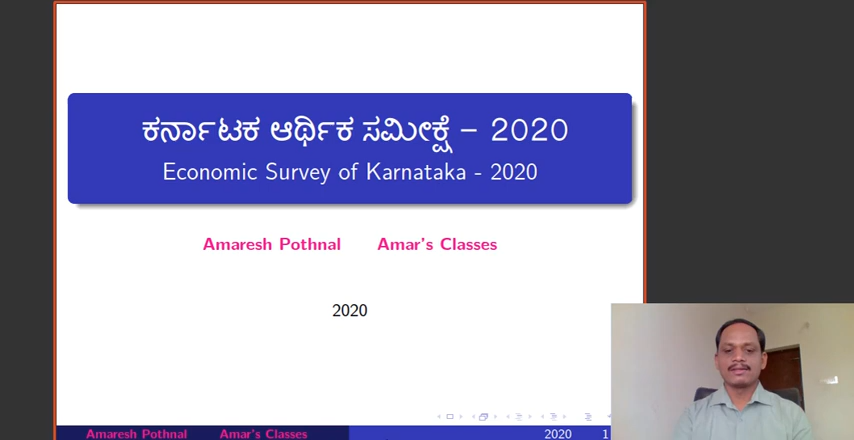 ಕರ್ನಾಟಕ ಆರ್ಥಿಕ ಸಮೀಕ್ಷೆ – 2020
Economic Survey of Karnataka - 2020
Amaresh Pothnal Amar's Classes
2020
Amaresh Pothnal Amar's Classes 2020 1